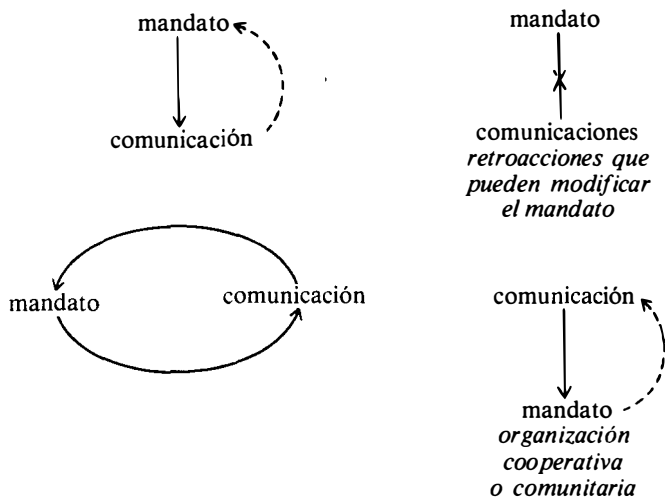 mandato
comunicación
mandato
comunicaciones
retroacciones que
pueden modificar
el mandato
mandato
comunicación
comunicación
mandato
organización
cooperativa
o comunitaria